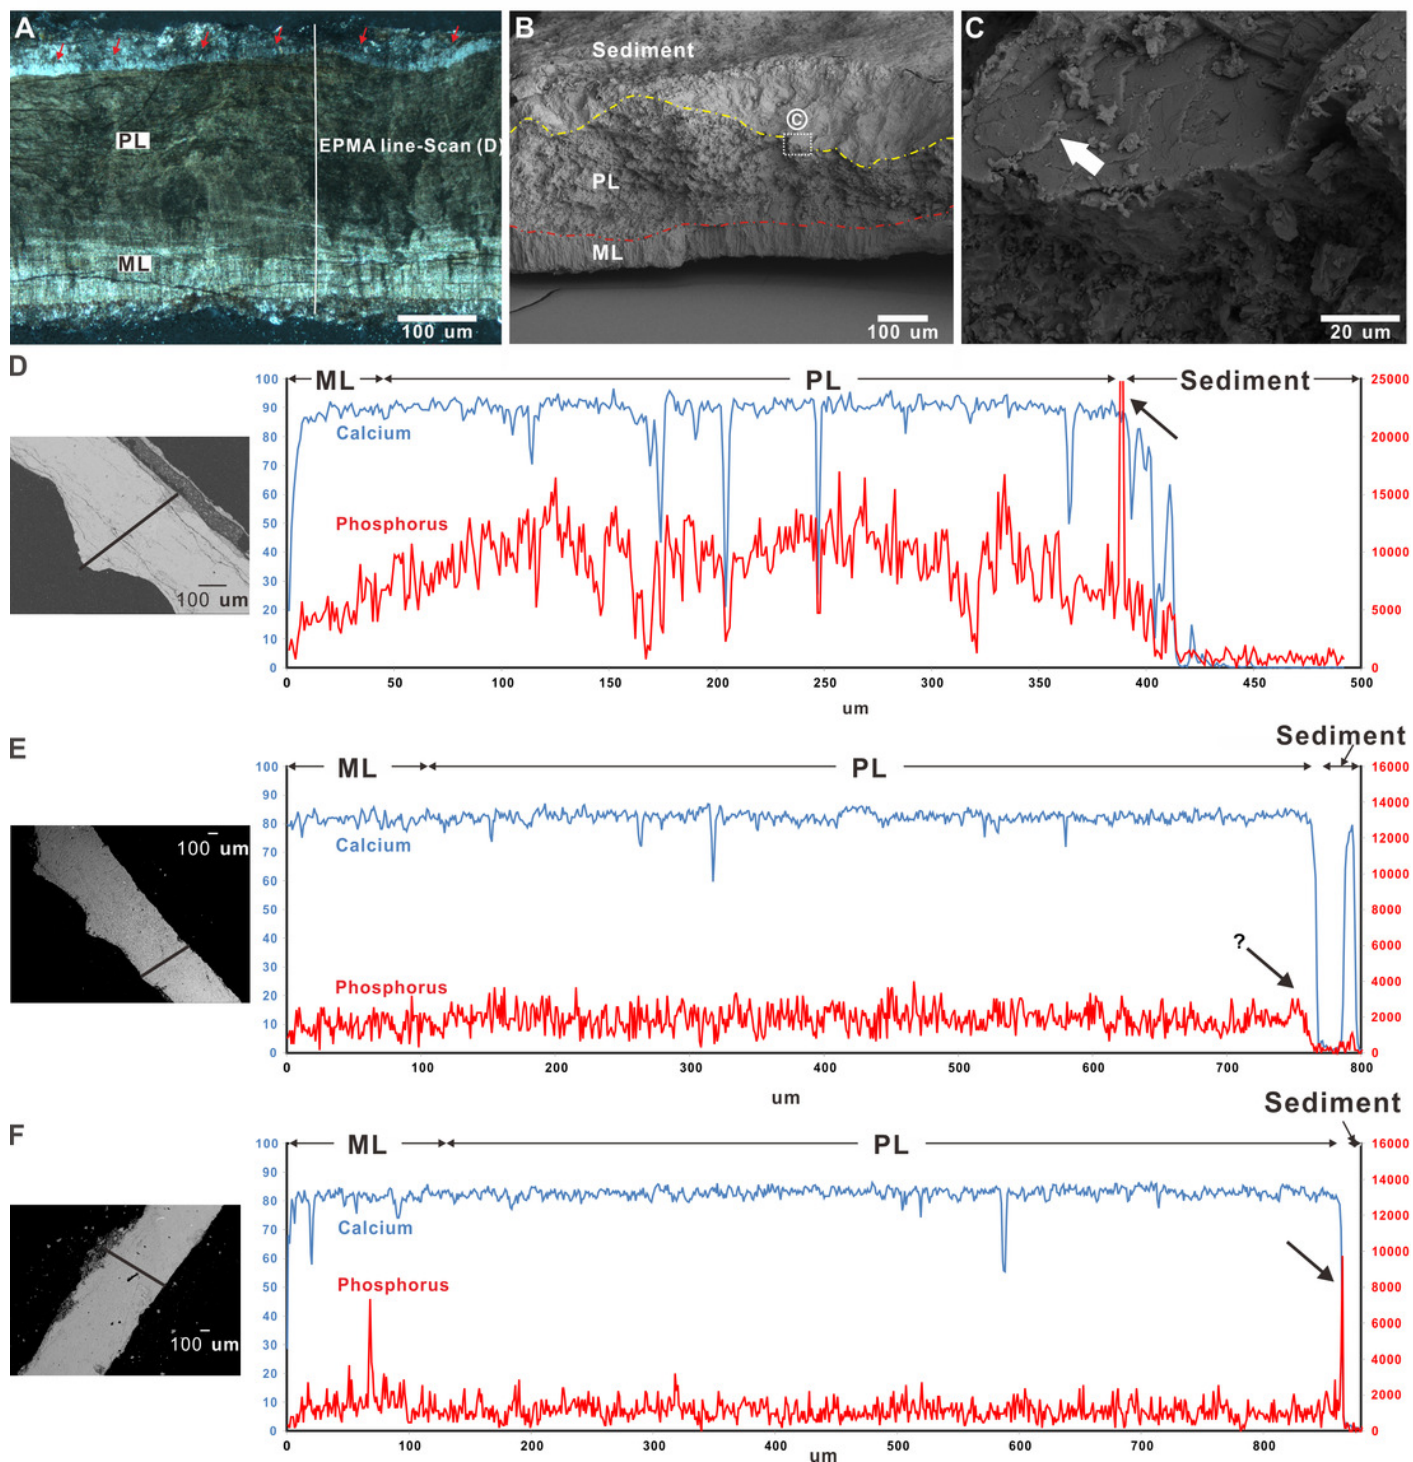 A
PL
EPMA line-Scan (D)
ML
100 um
B
Sediment
©
PL
ML
100 um
C
20 um
D
100 um
ML PL Sediment
Calcium
Phosphorus
100
90
80
70
60
50
40
30
20
10
0
25000
20000
15000
10000
5000
0
0 50 100 150 200 250 300 350 400 450 500
um
E
100 um
Sediment
ML PL
Calcium
?
Phosphorus
100
90
80
70
60
50
40
30
20
10
0
16000
14000
12000
10000
8000
6000
4000
2000
0
0 100 200 300 400 500 600 700 800
um
F
100 um
Sediment
ML PL
Calcium
Phosphorus
100
90
80
70
60
50
40
30
20
10
0
16000
14000
12000
10000
8000
6000
4000
2000
0
0 100 200 300 400 500 600 700 800
um